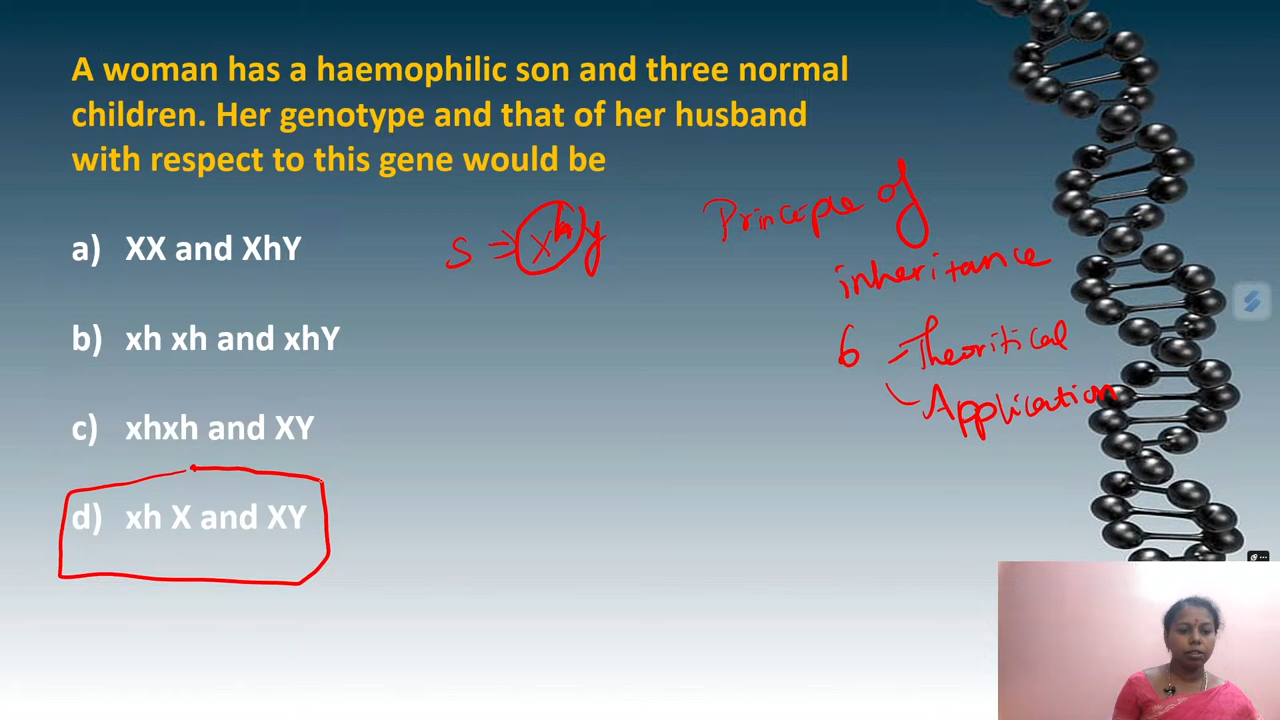 A woman has a haemophilic son and three normal
children. Her genotype and that of her husband
with respect to this gene would be
a) XX and XhY
b) xh xh and xhY
c) xhxh and XY
d) xh X and XY
S ⇒ Xʰy
Principle of
inheritance
6 - Theoritical
- Application